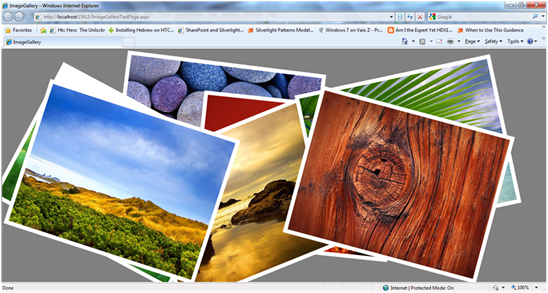 ImageGallery - Windows Internet Explorer
http://localhost:15415/ImageGalleryTestPage.aspx
Google
Favorites Htc Hero The Unlockr Installing Hebrew on HTC... SharePoint and Silverlight... Silverlight Patterns Model... Windows 7 on Vaio Z - Pr... Am I the Expert Yet HDX1... When to Use This Guidance
ImageGallery Page Safety Tools
Done Internet | Protected Mode: On 100%